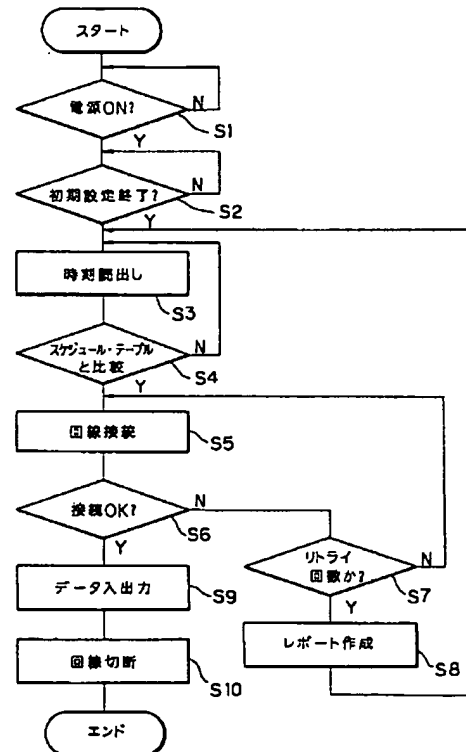 スタート
電源ON?
N
S1
Y
初期設定終了?
N
S2
Y
時刻読出し
S3
スケジュール・テーブル
と比較
N
S4
Y
回線接続
S5
接続OK?
N
S6
Y
リトライ
回数か?
N
S7
Y
データ入出力
S9
レポート作成
S8
回線切断
S10
エンド